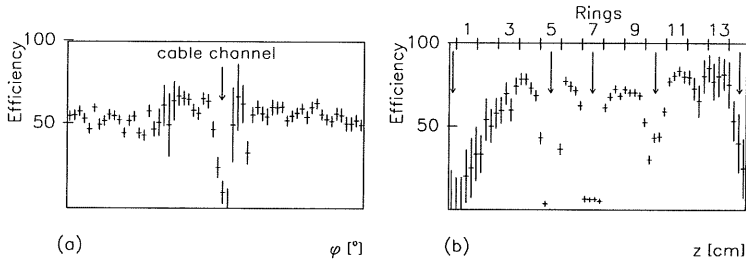 100
cable channel
Efficiency
50
(a)
φ [°]
Rings
1 3 5 7 9 11 13
100
Efficiency
50
(b)
z [cm]